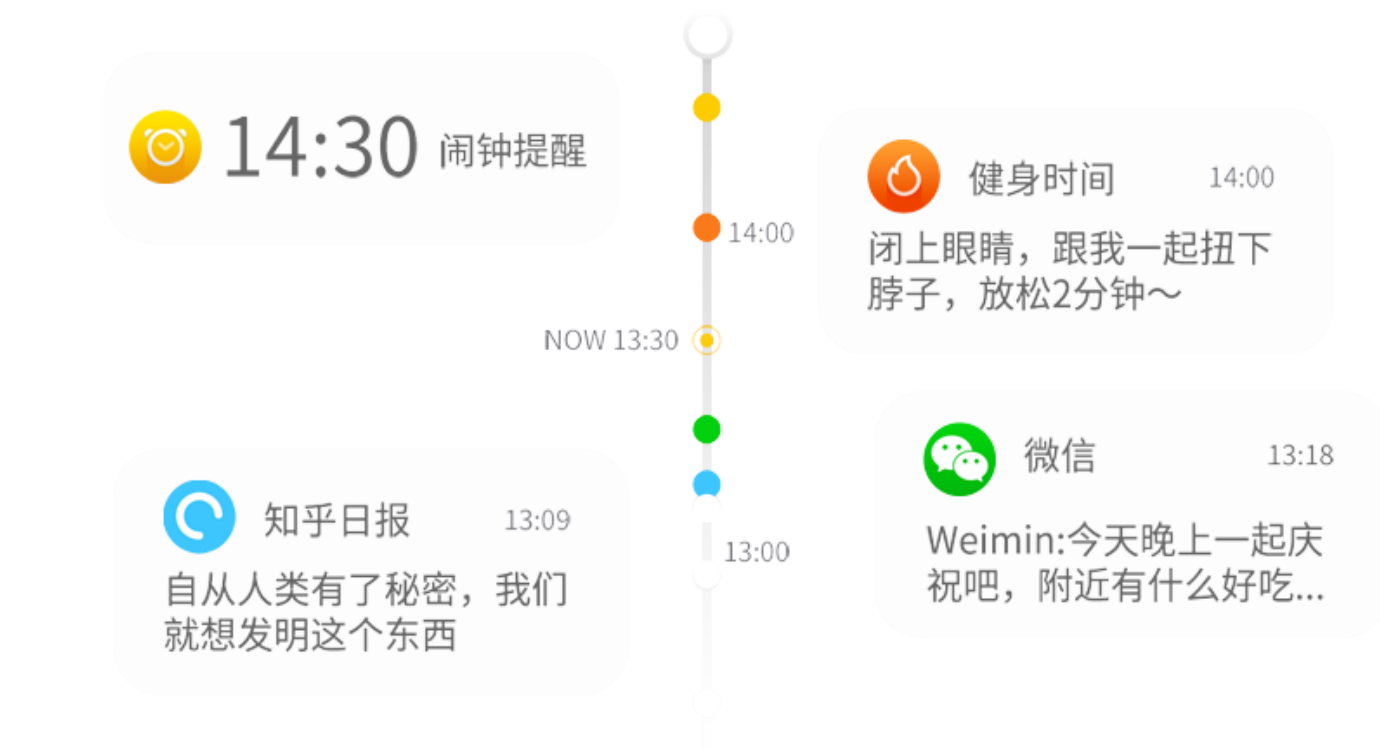 14:30 闹钟提醒
健身时间 14:00
闭上眼睛，跟我一起扭下
脖子，放松2分钟～
14:00
NOW 13:30
微信 13:18
Weimin:今天晚上一起庆
祝吧，附近有什么好吃...
知乎日报 13:09
自从人类有了秘密，我们
就想发明这个东西
13:00